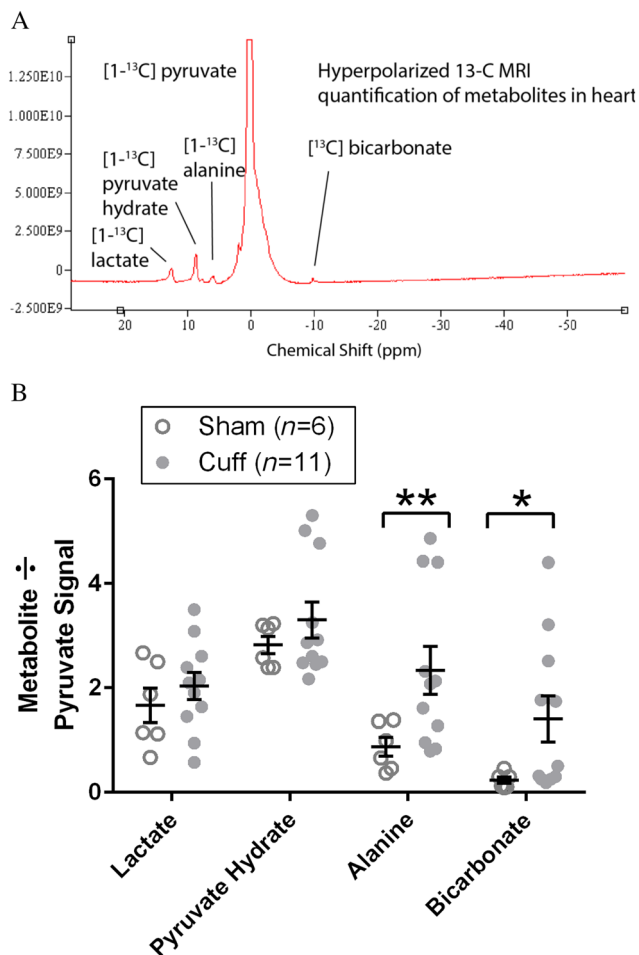 A
[1-¹³C] pyruvate
Hyperpolarized 13-C MRI
quantification of metabolites in heart
1.250E10
1.000E10
7.500E9
5.000E9
2.500E9
0
-2.500E9
[1-¹³C]
pyruvate
hydrate
[1-¹³C]
alanine
[¹³C] bicarbonate
[1-¹³C]
lactate
20
10
0
-10
-20
-30
-40
-50
Chemical Shift (ppm)
B
Sham (n=6)
Cuff (n=11)
Metabolite ÷
Pyruvate Signal
6
4
2
0
**
*
Lactate
Pyruvate Hydrate
Alanine
Bicarbonate